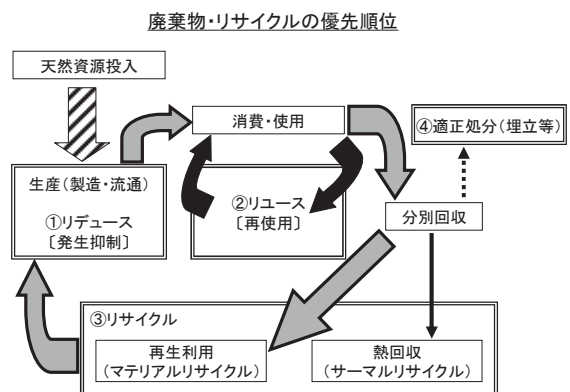 廃棄物・リサイクルの優先順位
天然資源投入
消費・使用
④適正処分（埋立等）
生産（製造・流通）
①リデュース
〔発生抑制〕
②リユース
〔再使用〕
分別回収
③リサイクル
再生利用
（マテリアルリサイクル）
熱回収
（サーマルリサイクル）